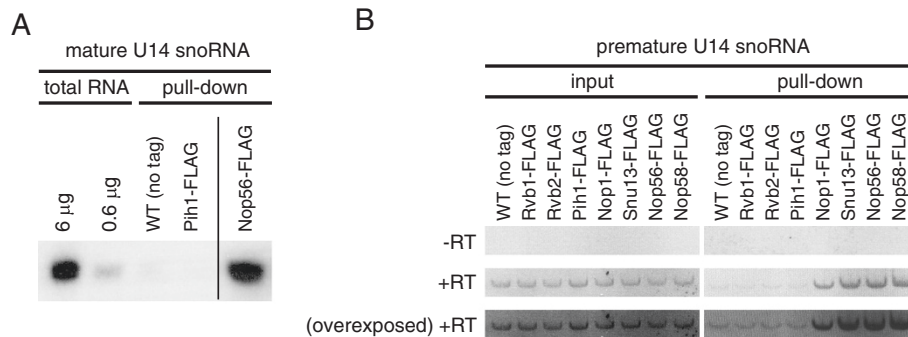 A
mature U14 snoRNA
total RNA
pull-down
6 μg
0.6 μg
WT (no tag)
Pih1-FLAG
Nop56-FLAG
B
premature U14 snoRNA
input
pull-down
WT (no tag)
Rvb1-FLAG
Rvb2-FLAG
Pih1-FLAG
Nop1-FLAG
Snu13-FLAG
Nop56-FLAG
Nop58-FLAG
WT (no tag)
Rvb1-FLAG
Rvb2-FLAG
Pih1-FLAG
Nop1-FLAG
Snu13-FLAG
Nop56-FLAG
Nop58-FLAG
-RT
+RT
(overexposed) +RT